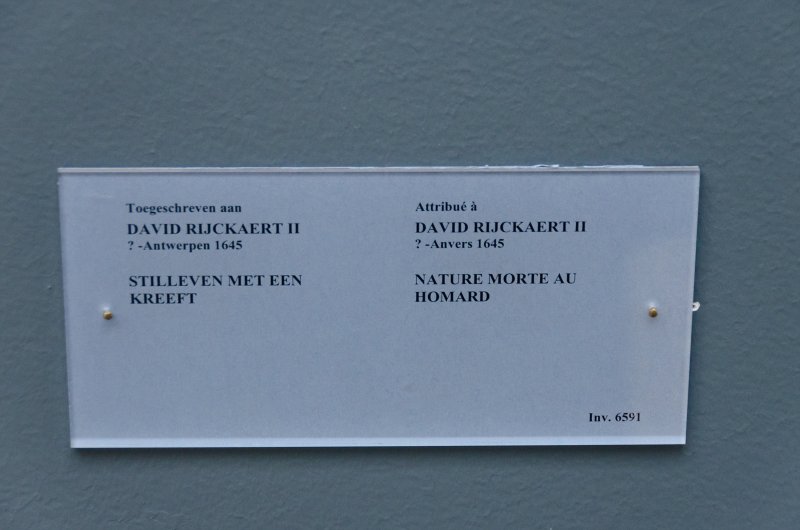 Toegeschreven aan
DAVID RIJCKAERT II
? -Antwerpen 1645
STILLEVEN MET EEN
KREEFT
Attribué à
DAVID RIJCKAERT II
? -Anvers 1645
NATURE MORTE AU
HOMARD
Inv. 6591